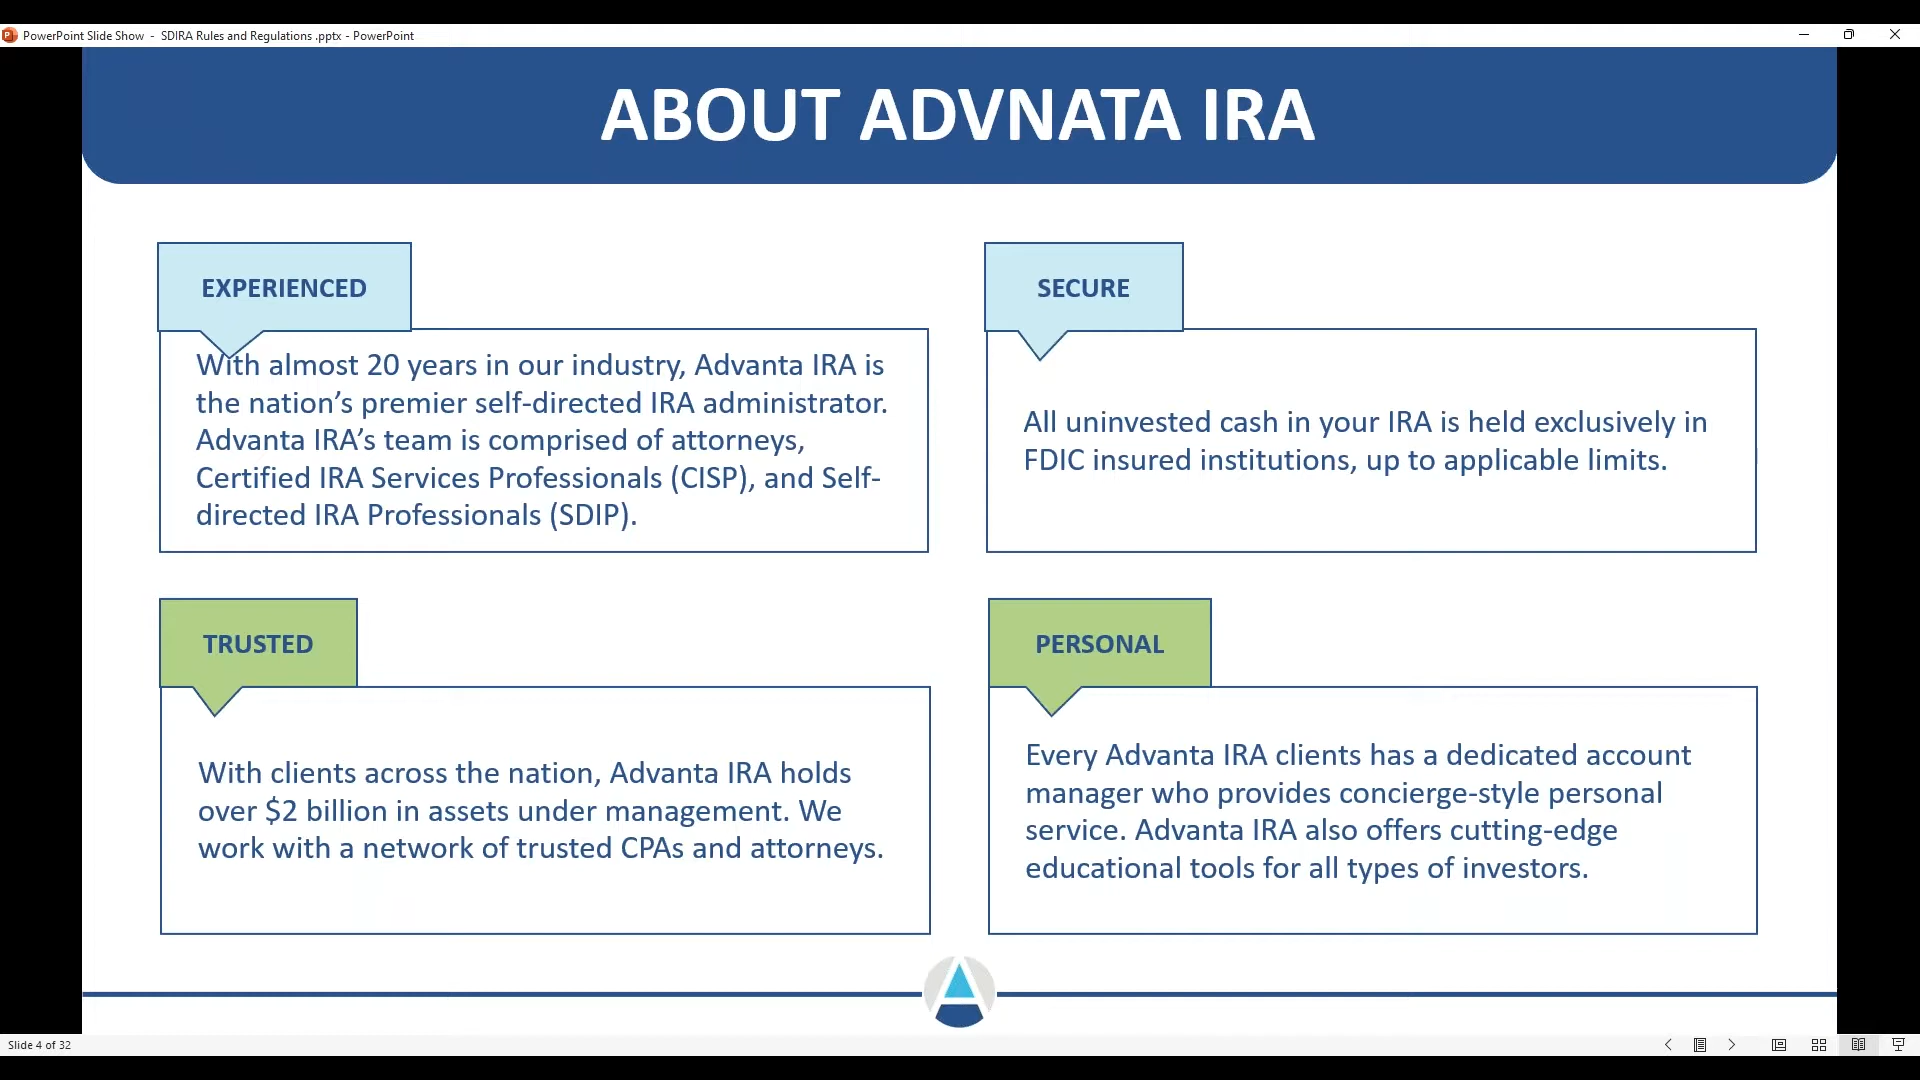 PowerPoint Slide Show - SDIRA Rules and Regulations .pptx - PowerPoint
ABOUT ADVNATA IRA
EXPERIENCED
With almost 20 years in our industry, Advanta IRA is
the nation’s premier self-directed IRA administrator.
Advanta IRA’s team is comprised of attorneys,
Certified IRA Services Professionals (CISP), and Self-
directed IRA Professionals (SDIP).
SECURE
All uninvested cash in your IRA is held exclusively in
FDIC insured institutions, up to applicable limits.
TRUSTED
With clients across the nation, Advanta IRA holds
over $2 billion in assets under management. We
work with a network of trusted CPAs and attorneys.
PERSONAL
Every Advanta IRA clients has a dedicated account
manager who provides concierge-style personal
service. Advanta IRA also offers cutting-edge
educational tools for all types of investors.
Slide 4 of 32